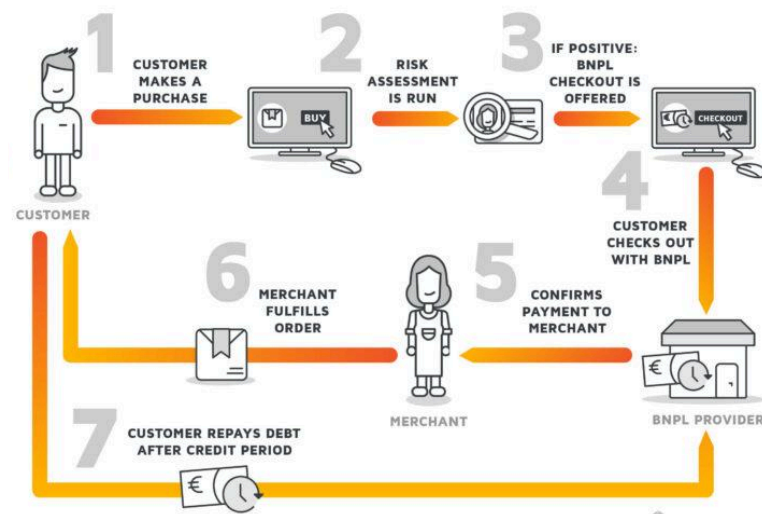 1
CUSTOMER
MAKES A
PURCHASE
BUY
2
RISK
ASSESSMENT
IS RUN
3
IF POSITIVE:
BNPL
CHECKOUT IS
OFFERED
€
CHECKOUT
CUSTOMER
4
CUSTOMER
CHECKS OUT
WITH BNPL
5
CONFIRMS
PAYMENT TO
MERCHANT
€
BNPL PROVIDER
MERCHANT
6
MERCHANT
FULFILLS
ORDER
7
CUSTOMER REPAYS DEBT
AFTER CREDIT PERIOD
€